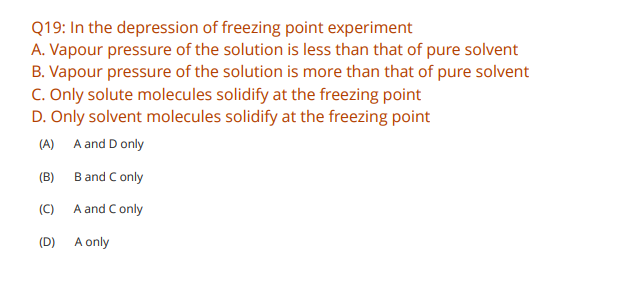 Q19: In the depression of freezing point experiment
A. Vapour pressure of the solution is less than that of pure solvent
B. Vapour pressure of the solution is more than that of pure solvent
C. Only solute molecules solidify at the freezing point
D. Only solvent molecules solidify at the freezing point
(A) A and D only
(B) B and C only
(C) A and C only
(D) A only